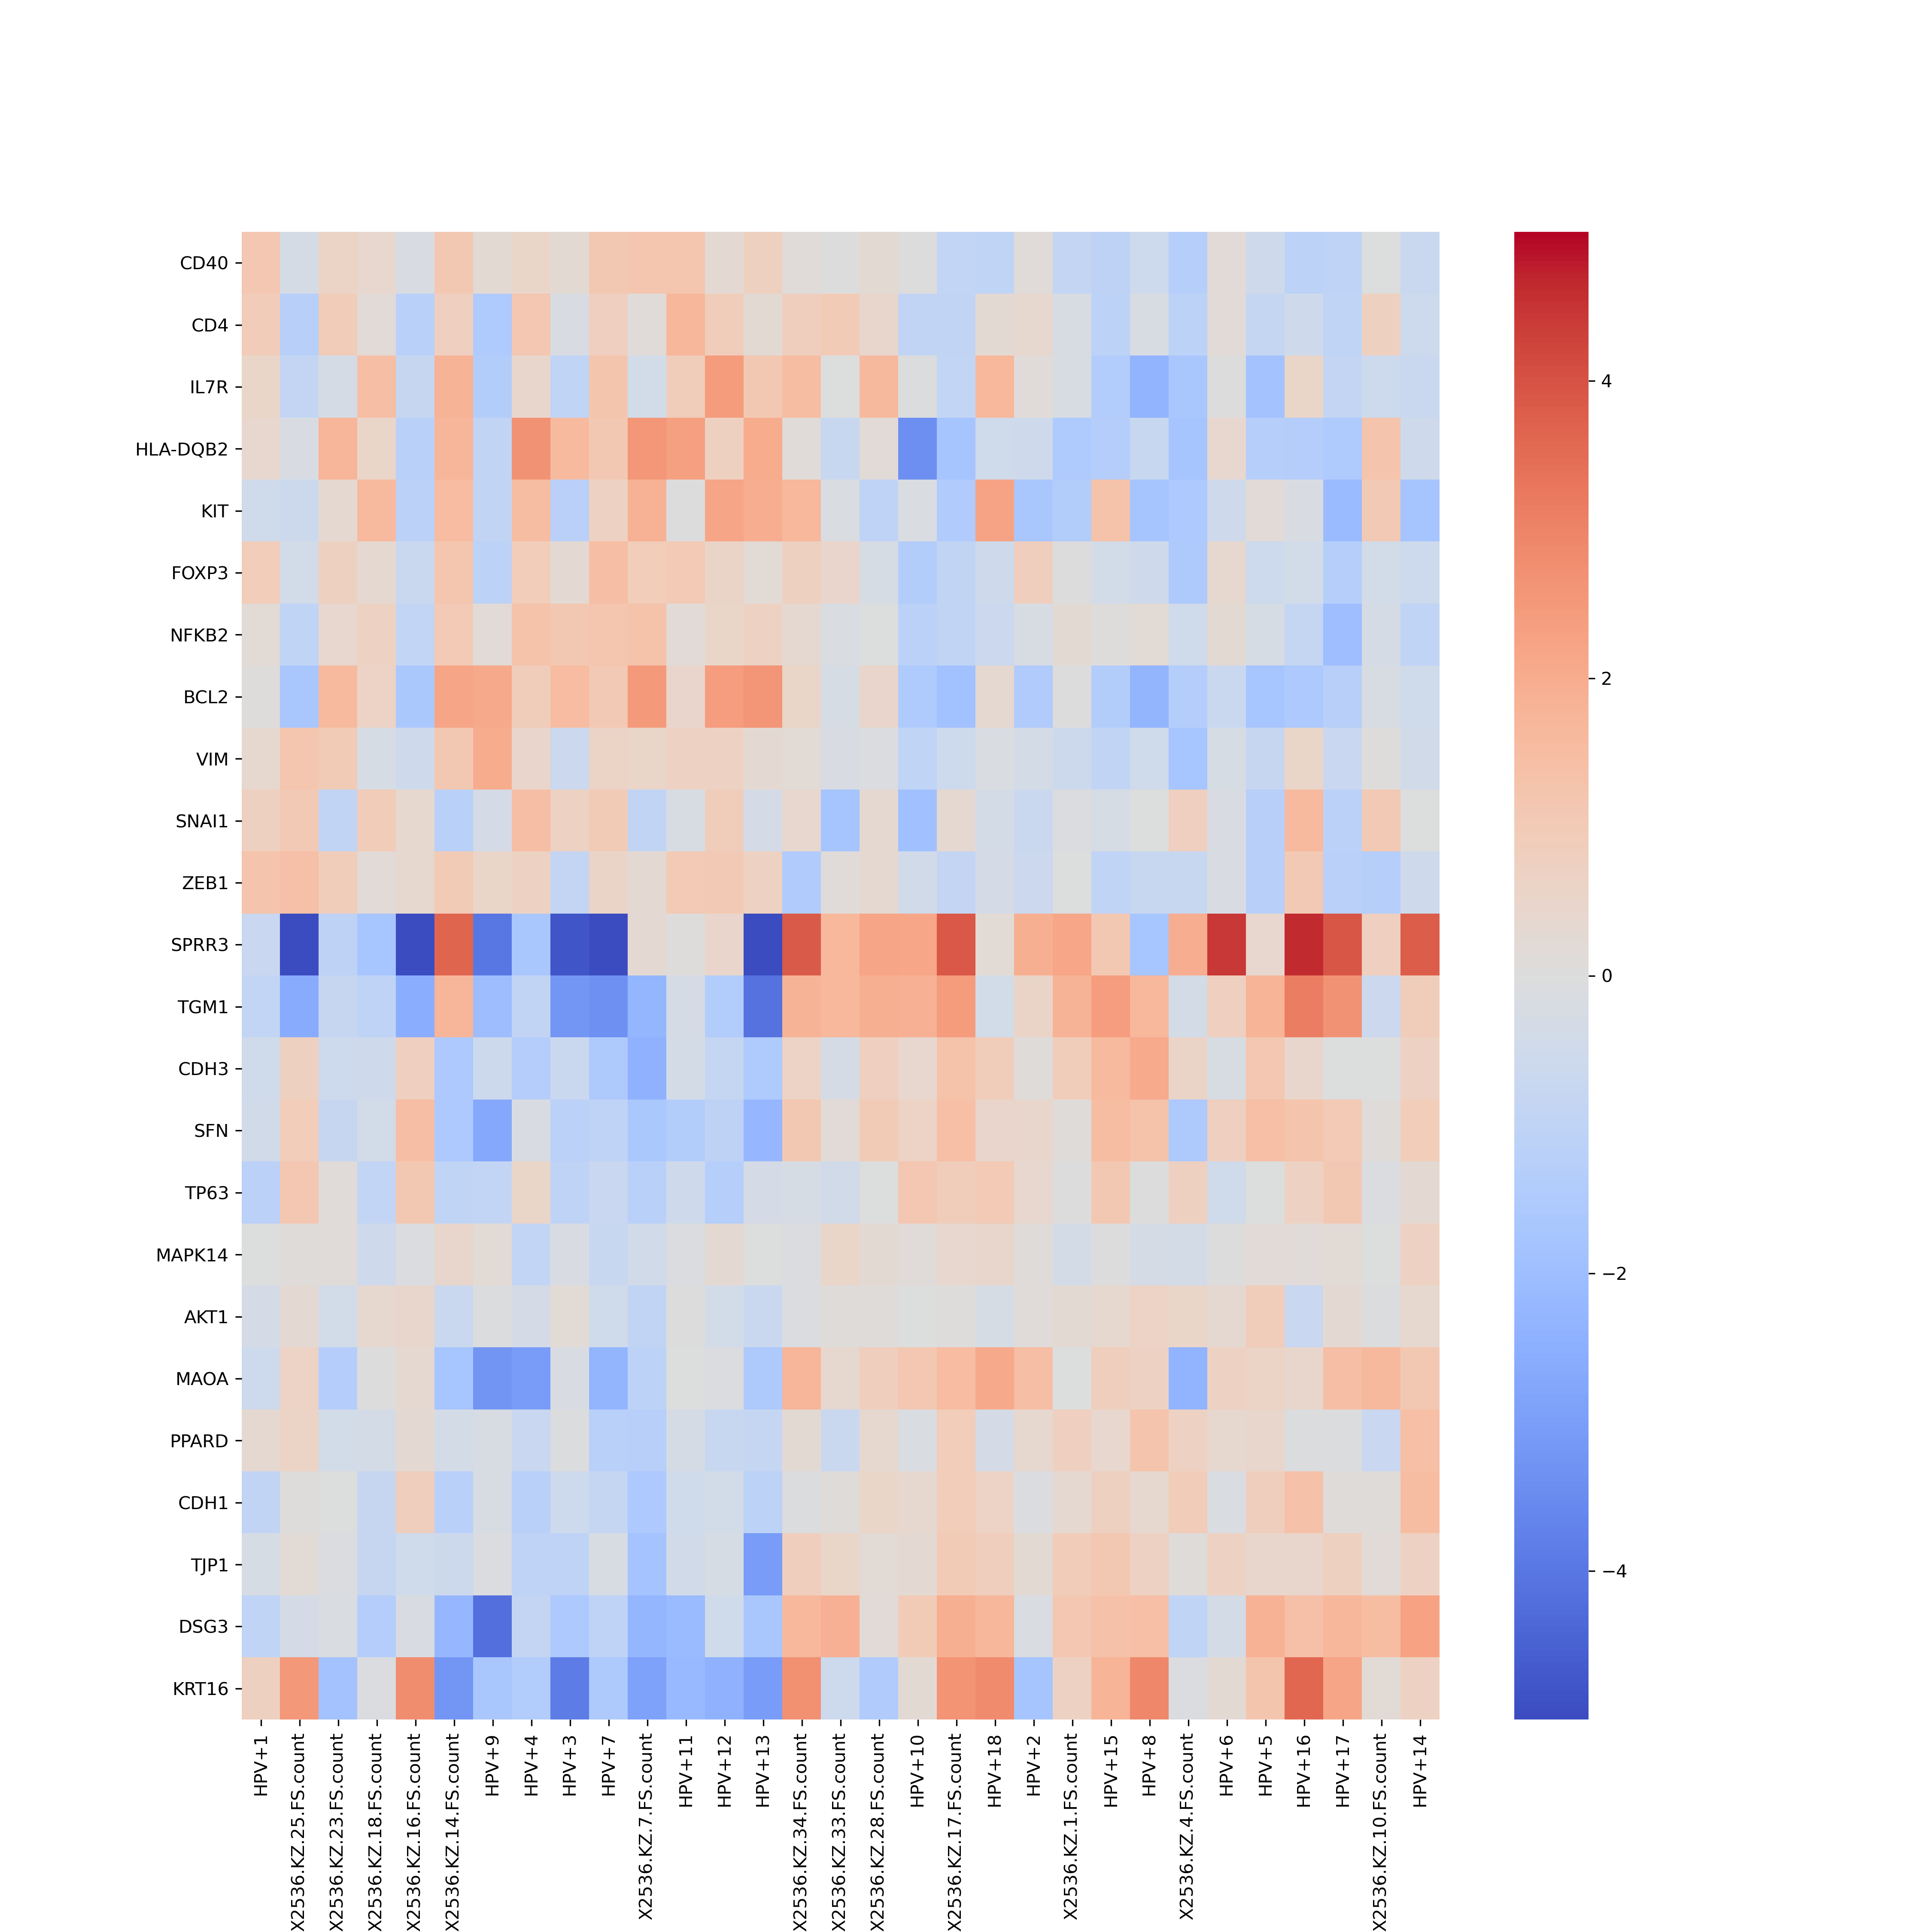 CD40
CD4
IL7R
HLA-DQB2
KIT
FOXP3
NFKB2
BCL2
VIM
SNAI1
ZEB1
SPRR3
TGM1
CDH3
SFN
TP63
MAPK14
AKT1
MAOA
PPARD
CDH1
TJP1
DSG3
KRT16
HPV+1
X2536.KZ.25.FS.count
X2536.KZ.23.FS.count
X2536.KZ.18.FS.count
X2536.KZ.16.FS.count
X2536.KZ.14.FS.count
HPV+9
HPV+4
HPV+3
HPV+7
X2536.KZ.7.FS.count
HPV+11
HPV+12
HPV+13
X2536.KZ.34.FS.count
X2536.KZ.33.FS.count
X2536.KZ.28.FS.count
HPV+10
X2536.KZ.17.FS.count
HPV+18
HPV+2
X2536.KZ.1.FS.count
HPV+15
HPV+8
X2536.KZ.4.FS.count
HPV+6
HPV+5
HPV+16
HPV+17
X2536.KZ.10.FS.count
HPV+14
4
2
0
−2
−4